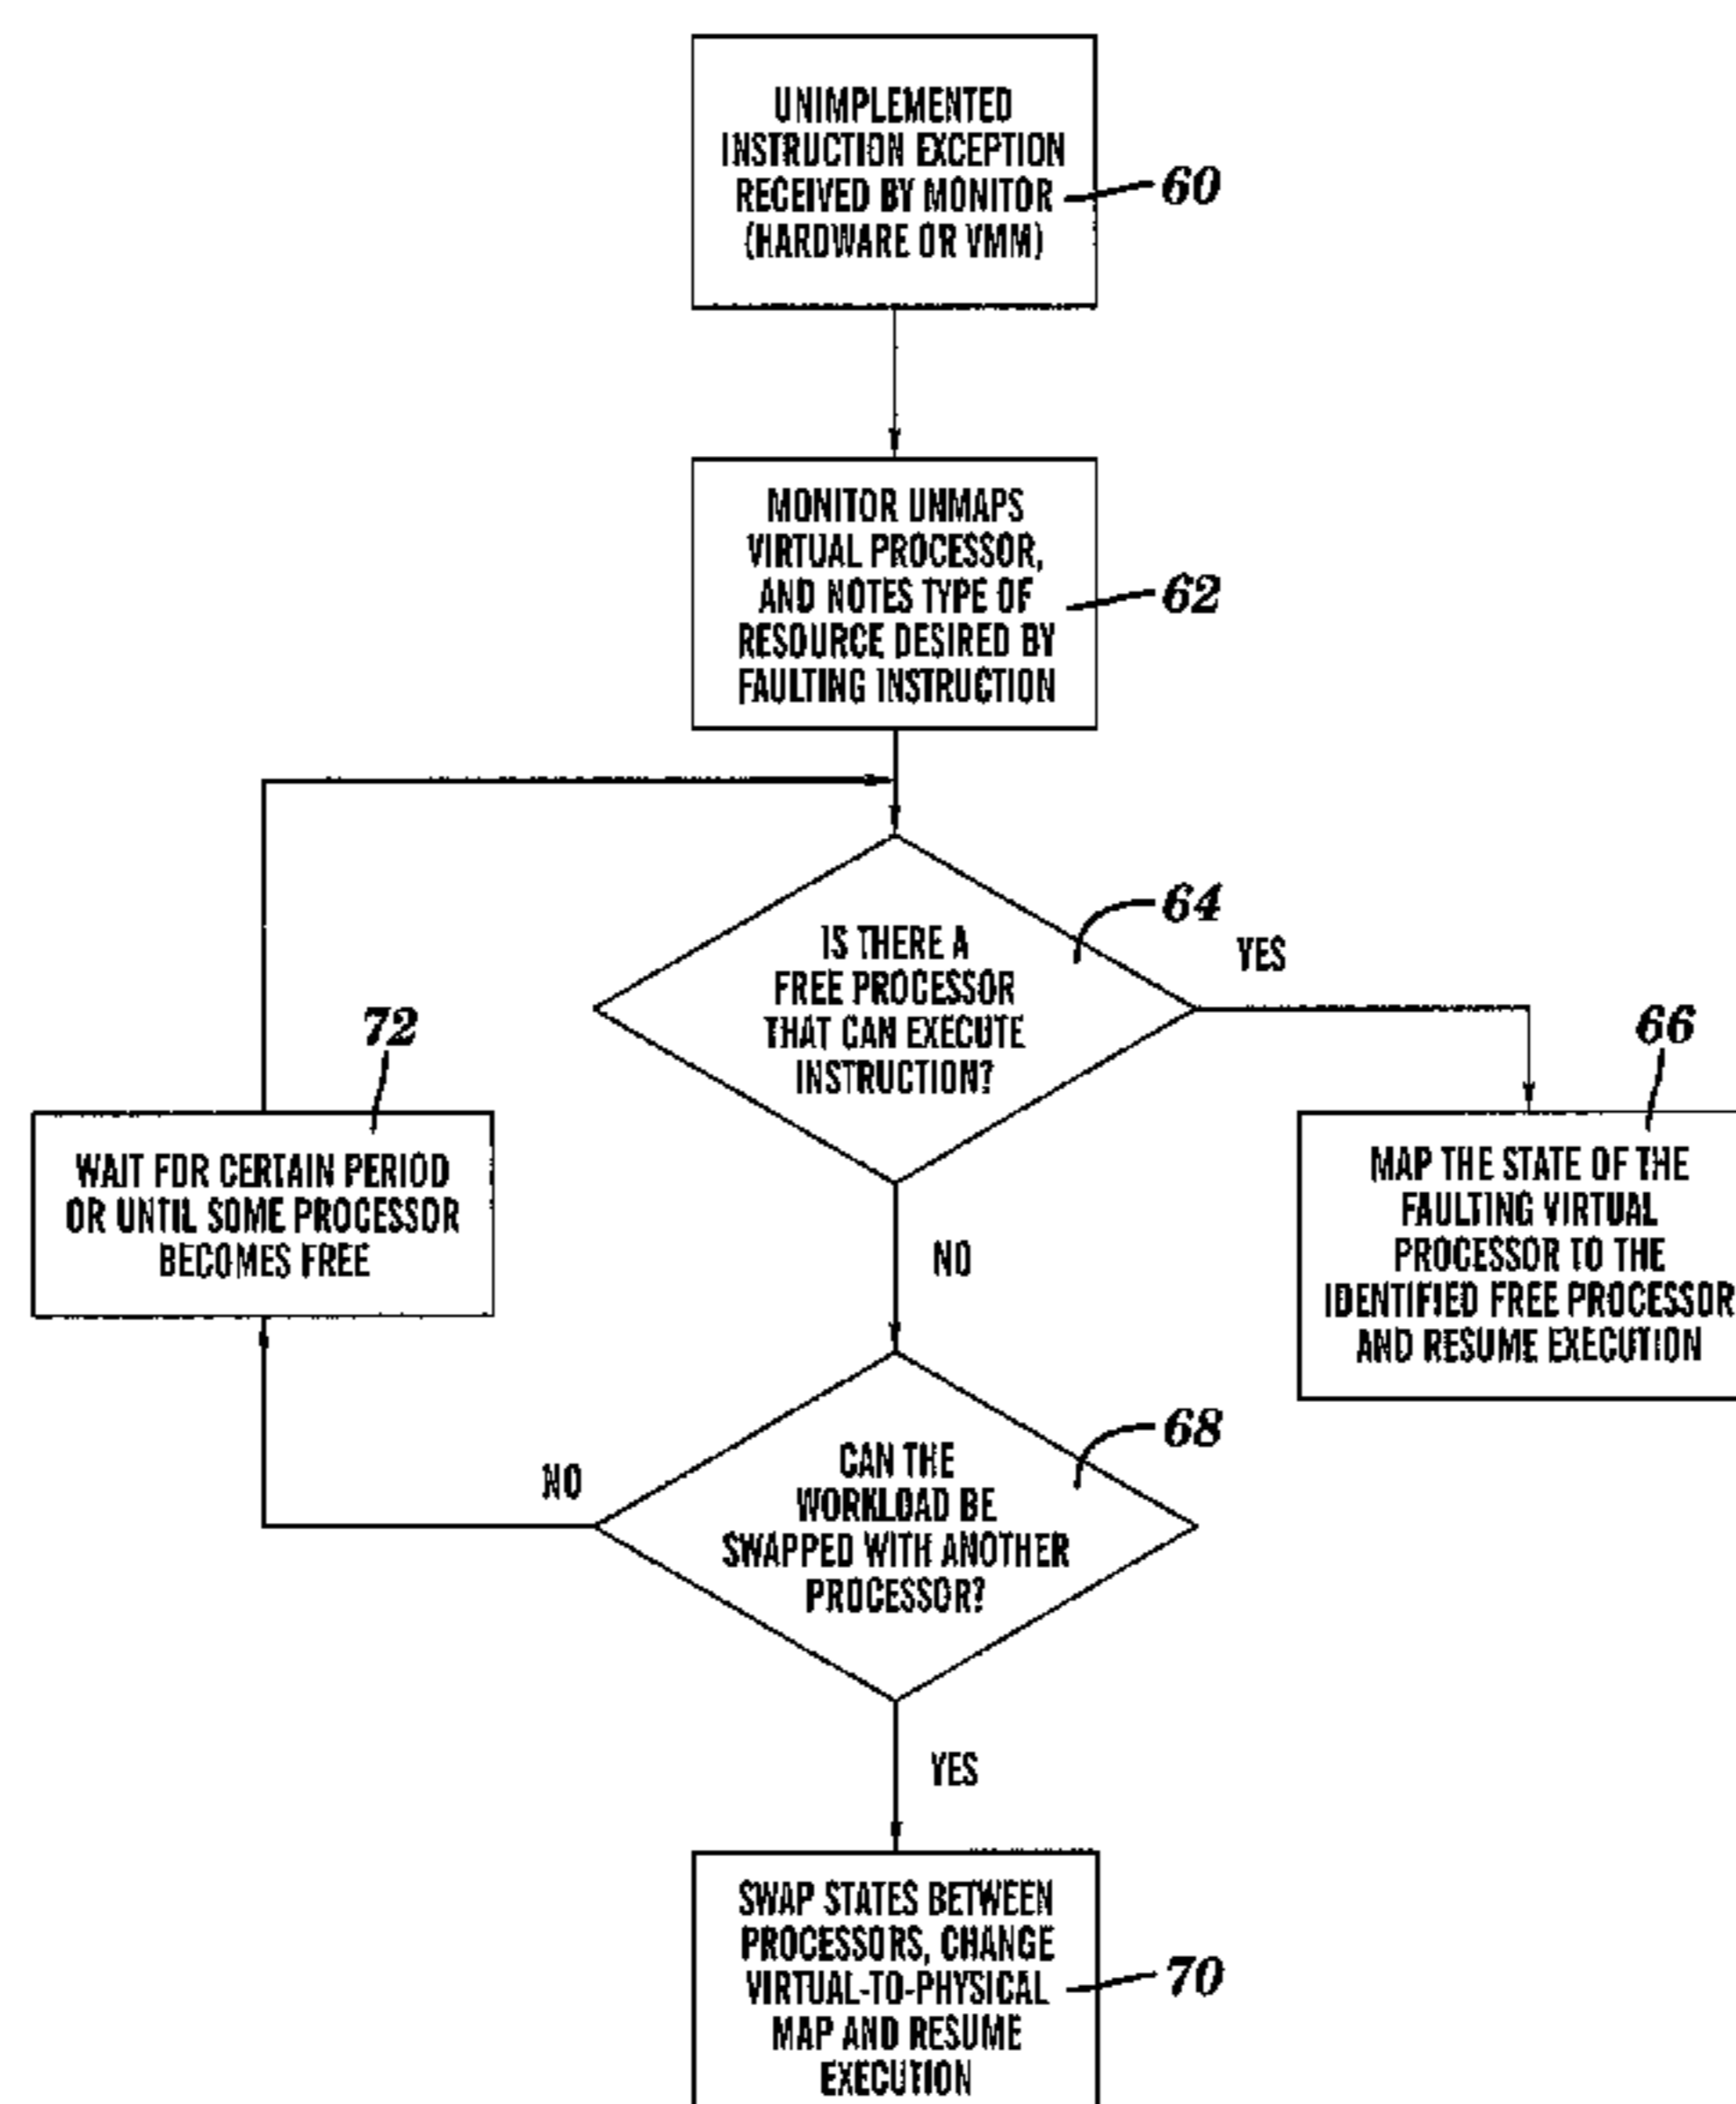 UNIMPLEMENTED
INSTRUCTION EXCEPTION
RECEIVED BY MONITOR
(HARDWARE OR VMM)
60
MONITOR UNMAPS
VIRTUAL PROCESSOR,
AND NOTES TYPE OF
RESOURCE DESIRED BY
FAULTING INSTRUCTION
62
IS THERE A
FREE PROCESSOR
THAT CAN EXECUTE
INSTRUCTION?
64
YES
66
MAP THE STATE OF THE
FAULTING VIRTUAL
PROCESSOR TO THE
IDENTIFIED FREE PROCESSOR
AND RESUME EXECUTION
72
WAIT FOR CERTAIN PERIOD
OR UNTIL SOME PROCESSOR
BECOMES FREE
NO
CAN THE
WORKLOAD BE
SWAPPED WITH ANOTHER
PROCESSOR?
68
NO
YES
SWAP STATES BETWEEN
PROCESSORS, CHANGE
VIRTUAL-TO-PHYSICAL
MAP AND RESUME
EXECUTION
70